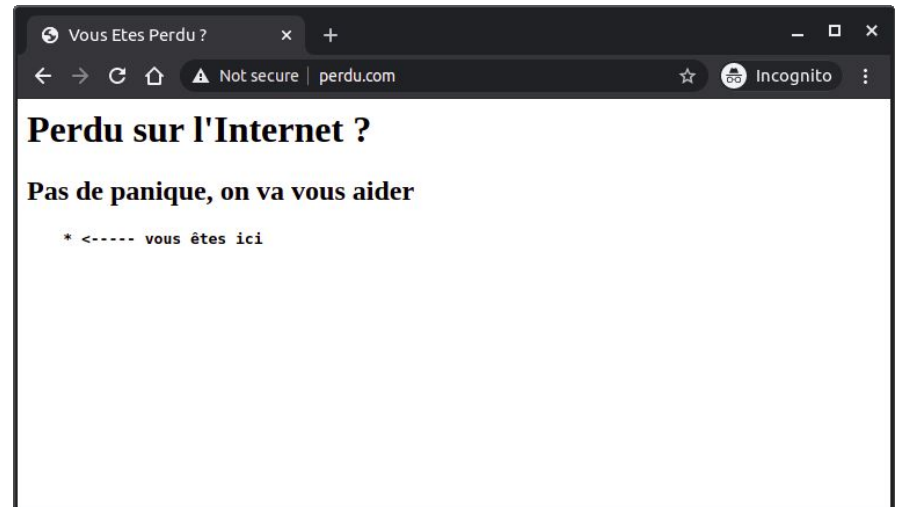 Vous Etes Perdu ?
Not secure | perdu.com
Incognito
Perdu sur l'Internet ?
Pas de panique, on va vous aider
* <----- vous êtes ici